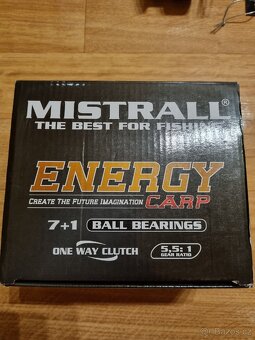 MISTRALL®
THE BEST FOR FISHING
ENERGY
CREATE THE FUTURE IMAGINATION CARP
7+1 BALL BEARINGS
ONE WAY CLUTCH 5,5:1
GEAR RATIO